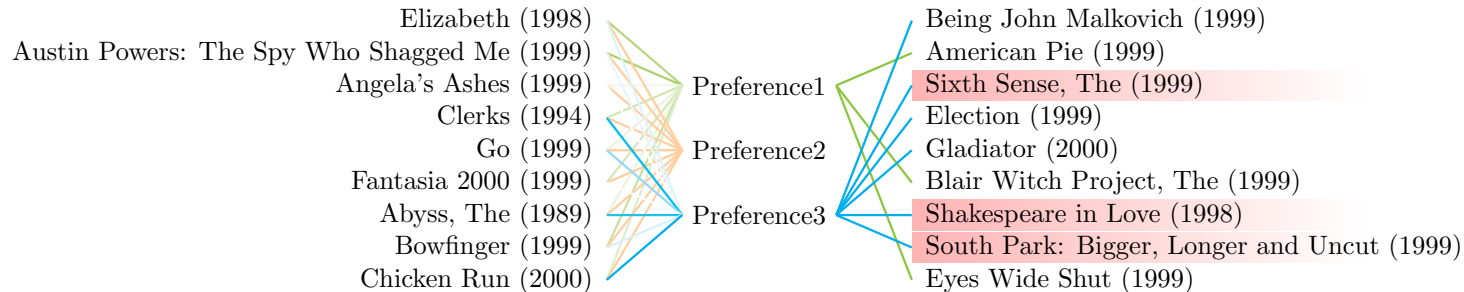 Elizabeth (1998)
Austin Powers: The Spy Who Shagged Me (1999)
Angela's Ashes (1999)
Clerks (1994)
Go (1999)
Fantasia 2000 (1999)
Abyss, The (1989)
Bowfinger (1999)
Chicken Run (2000)
Preference1
Preference2
Preference3
Being John Malkovich (1999)
American Pie (1999)
Sixth Sense, The (1999)
Election (1999)
Gladiator (2000)
Blair Witch Project, The (1999)
Shakespeare in Love (1998)
South Park: Bigger, Longer and Uncut (1999)
Eyes Wide Shut (1999)